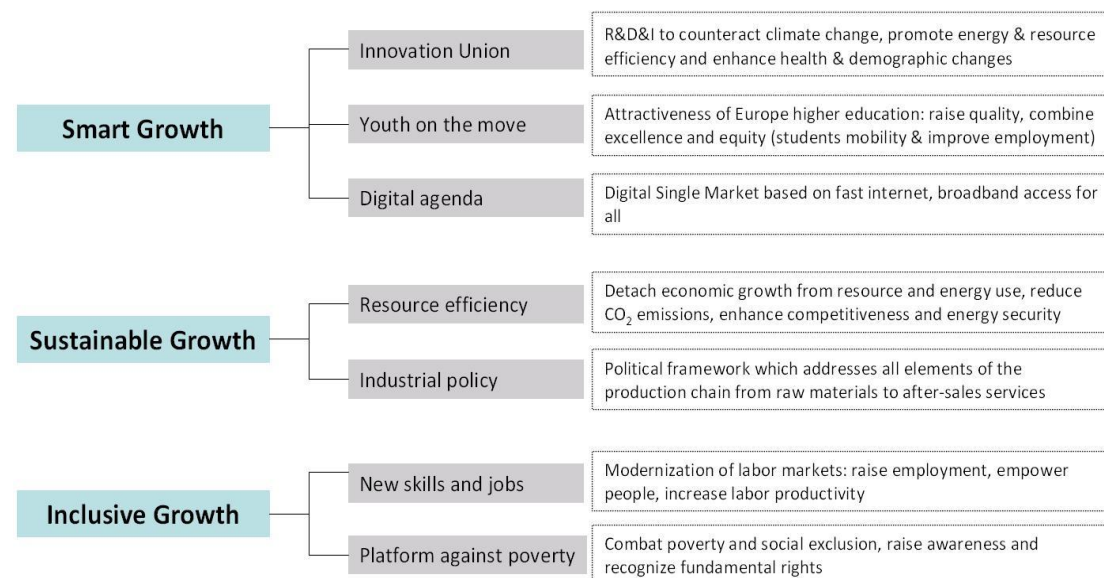 Smart Growth
Innovation Union
R&D&I to counteract climate change, promote energy & resource
efficiency and enhance health & demographic changes
Youth on the move
Attractiveness of Europe higher education: raise quality, combine
excellence and equity (students mobility & improve employment)
Digital agenda
Digital Single Market based on fast internet, broadband access for
all
Sustainable Growth
Resource efficiency
Detach economic growth from resource and energy use, reduce
CO₂ emissions, enhance competitiveness and energy security
Industrial policy
Political framework which addresses all elements of the
production chain from raw materials to after-sales services
Inclusive Growth
New skills and jobs
Modernization of labor markets: raise employment, empower
people, increase labor productivity
Platform against poverty
Combat poverty and social exclusion, raise awareness and
recognize fundamental rights